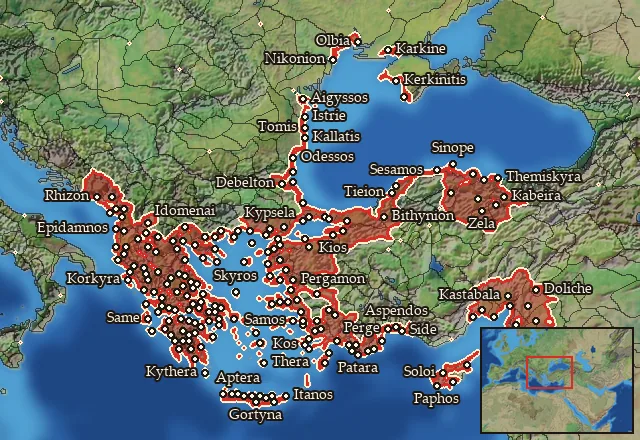 Olbia
Karkine
Nikonion
Kerkinitis
Aigyssos
Istrie
Tomis
Kallatis
Sinope
Odessos
Sesamos
Themiskyra
Debelton
Tieion
Kabeira
Rhizon
Idomenai
Kypsela
Bithynion
Zela
Epidamnos
Kios
Korkyra
Skyros
Pergamon
Doliche
Kastabala
Same
Samos
Aspendos
Perge
Side
Kos
Kythera
Thera
Patara
Soloi
Aptera
Itanos
Paphos
Gortyna